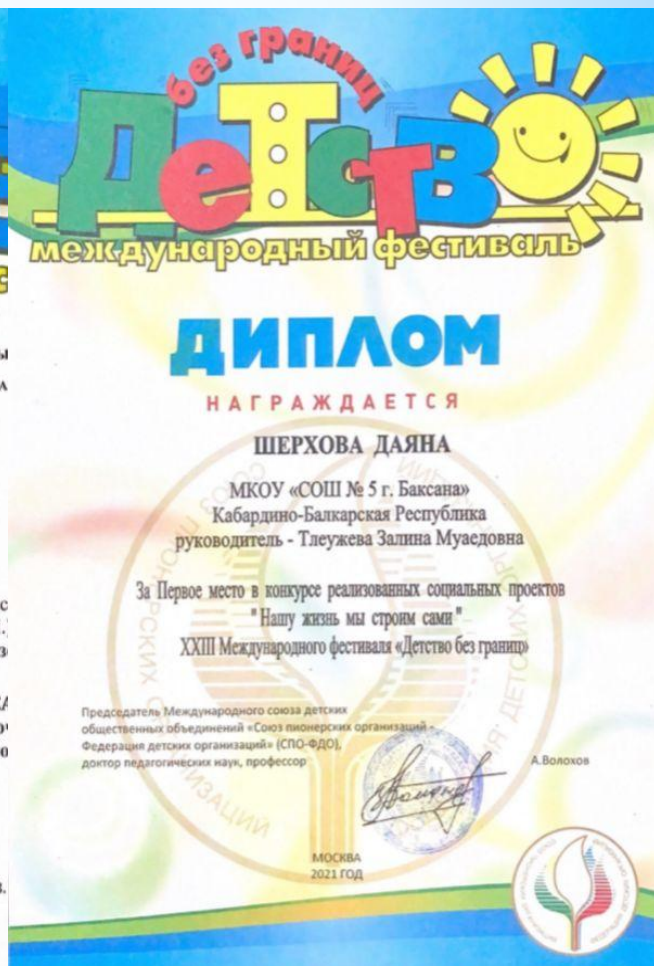 без границ
ДеТсТвО
международный фестиваль
ДИПЛОМ
НАГРАЖДАЕТСЯ
ШЕРХОВА ДАЯНА
МКОУ «СОШ № 5 г. Баксана»
Кабардино-Балкарская Республика
руководитель - Тлеужева Залина Муаедовна
За Первое место в конкурсе реализованных социальных проектов
"Нашу жизнь мы строим сами"
XXIII Международного фестиваля «Детство без границ»
Председатель Международного союза детских
общественных объединений «Союз пионерских организаций -
Федерация детских организаций» (СПО-ФДО),
доктор педагогических наук, профессор
А.Волохов
МОСКВА
2021 ГОД